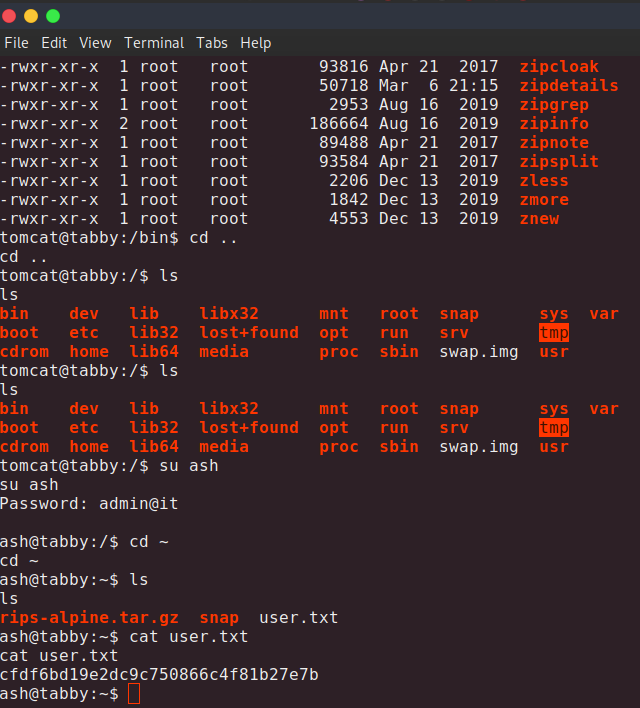 File Edit View Terminal Tabs Help
-rwxr-xr-x 1 root root 93816 Apr 21 2017 zipcloak
-rwxr-xr-x 1 root root 50718 Mar 6 21:15 zipdetails
-rwxr-xr-x 1 root root 2953 Aug 16 2019 zipgrep
-rwxr-xr-x 2 root root 186664 Aug 16 2019 zipinfo
-rwxr-xr-x 1 root root 89488 Apr 21 2017 zipnote
-rwxr-xr-x 1 root root 93584 Apr 21 2017 zipsplit
-rwxr-xr-x 1 root root 2206 Dec 13 2019 zless
-rwxr-xr-x 1 root root 1842 Dec 13 2019 zmore
-rwxr-xr-x 1 root root 4553 Dec 13 2019 znew
tomcat@tabby:/bin$ cd ..
cd ..
tomcat@tabby:/$ ls
ls
bin dev lib libx32 mnt root snap sys var
boot etc lib32 lost+found opt run srv tmp
cdrom home lib64 media proc sbin swap.img usr
tomcat@tabby:/$ ls
ls
bin dev lib libx32 mnt root snap sys var
boot etc lib32 lost+found opt run srv tmp
cdrom home lib64 media proc sbin swap.img usr
tomcat@tabby:/$ su ash
su ash
Password: admin@it
ash@tabby:/$ cd ~
cd ~
ash@tabby:~$ ls
ls
rips-alpine.tar.gz snap user.txt
ash@tabby:~$ cat user.txt
cat user.txt
cfdf6bd19e2dc9c750866c4f81b27e7b
ash@tabby:~$